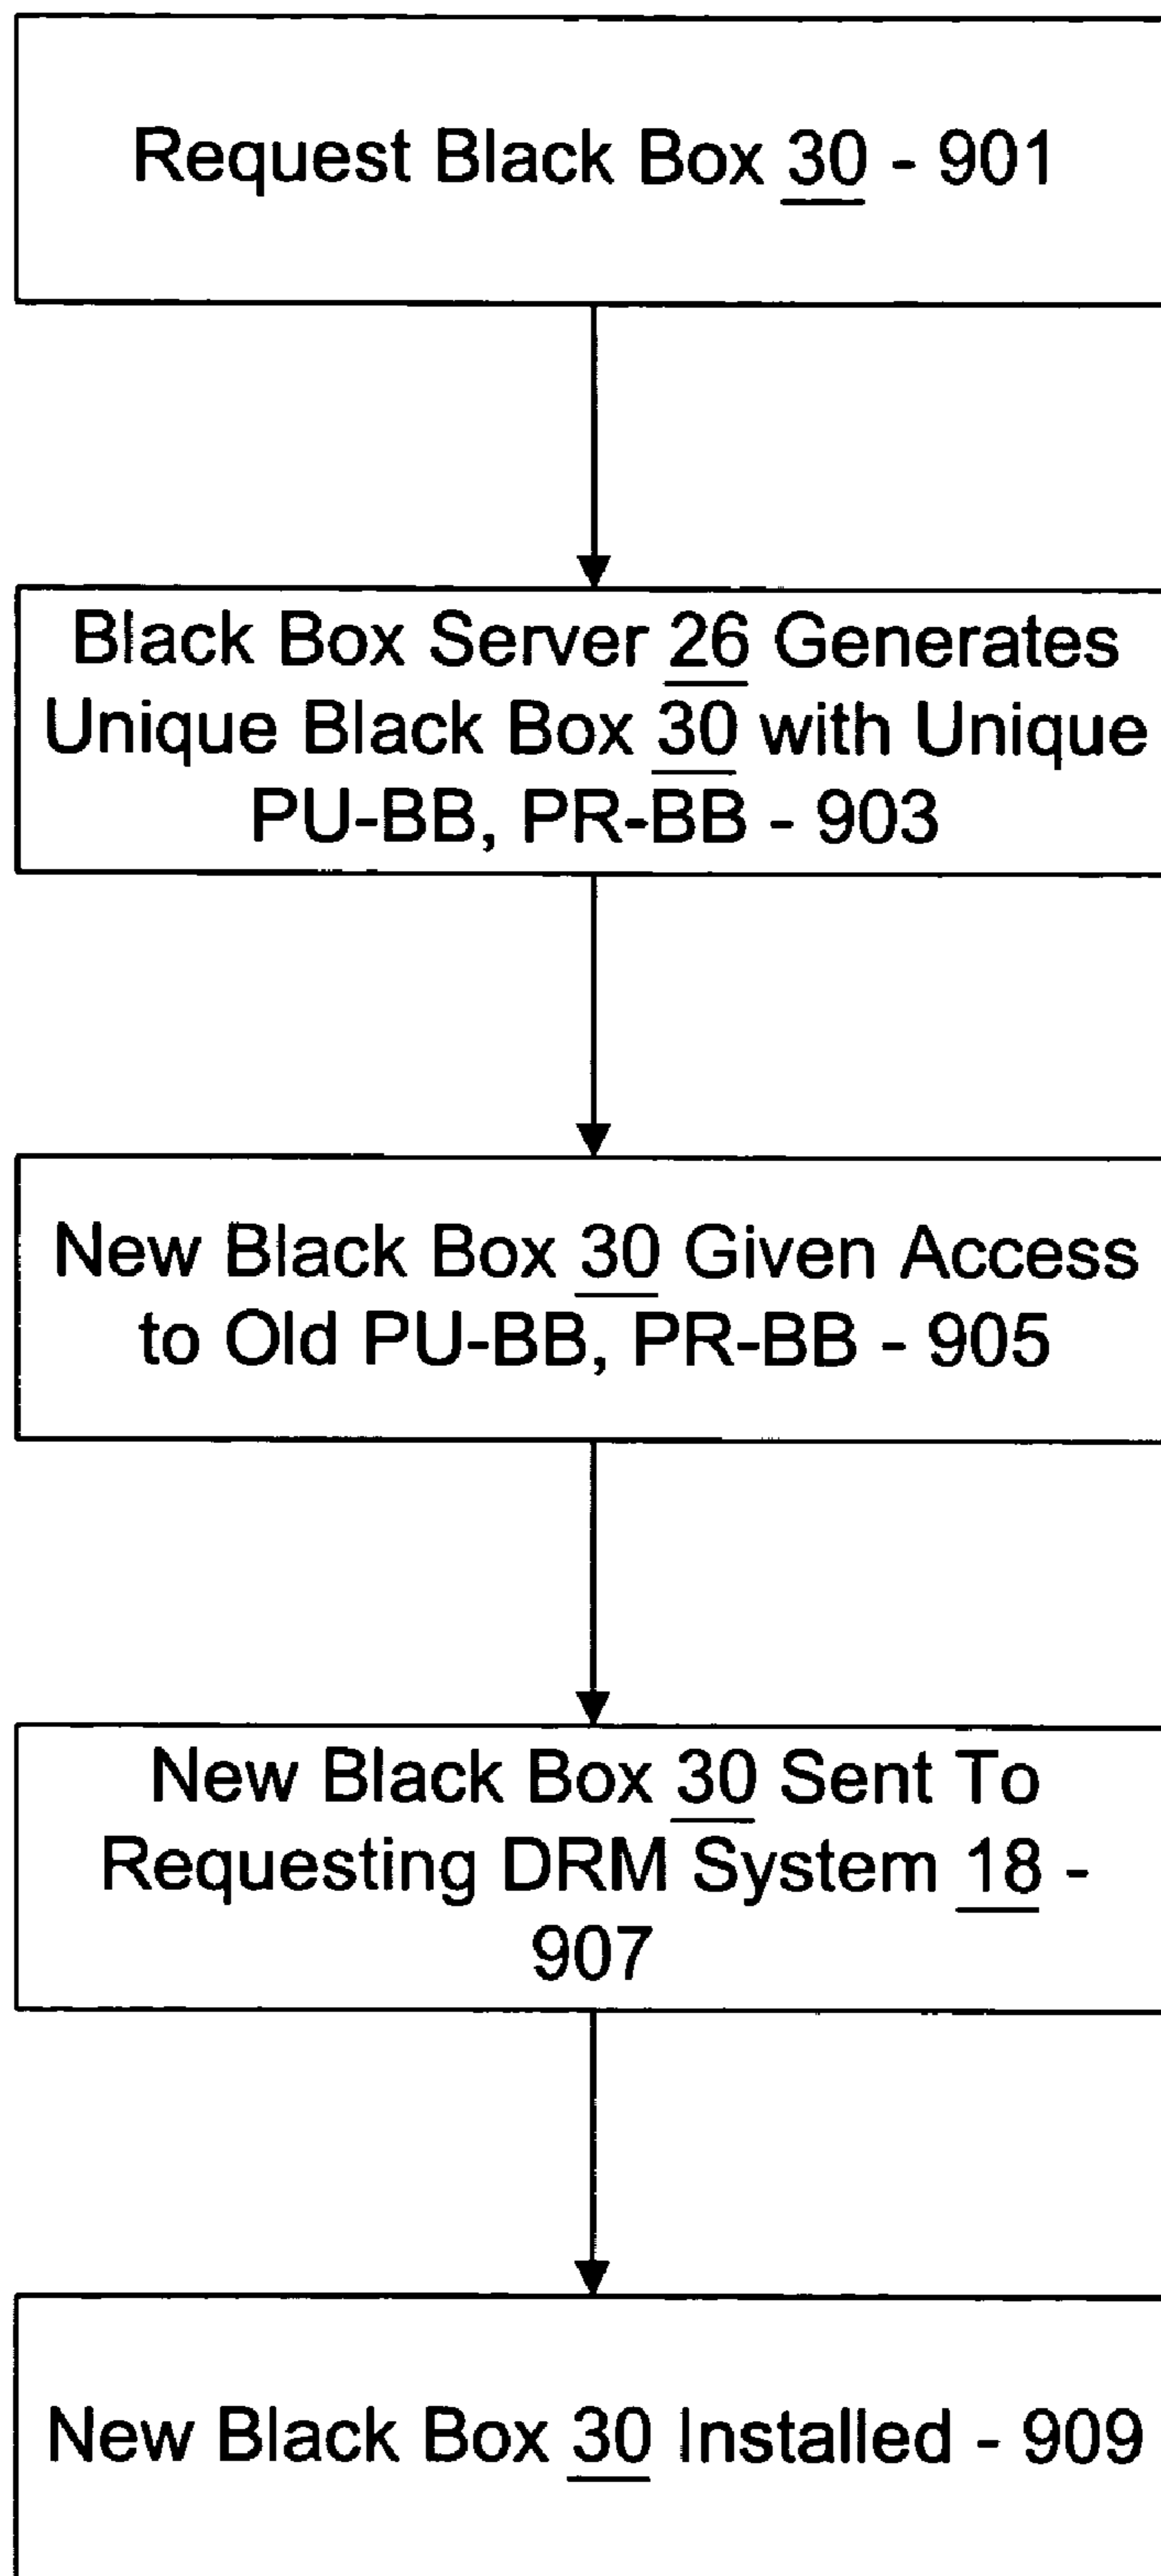 Request Black Box 30 - 901
Black Box Server 26 Generates
Unique Black Box 30 with Unique
PU-BB, PR-BB - 903
New Black Box 30 Given Access
to Old PU-BB, PR-BB - 905
New Black Box 30 Sent To
Requesting DRM System 18 -
907
New Black Box 30 Installed - 909